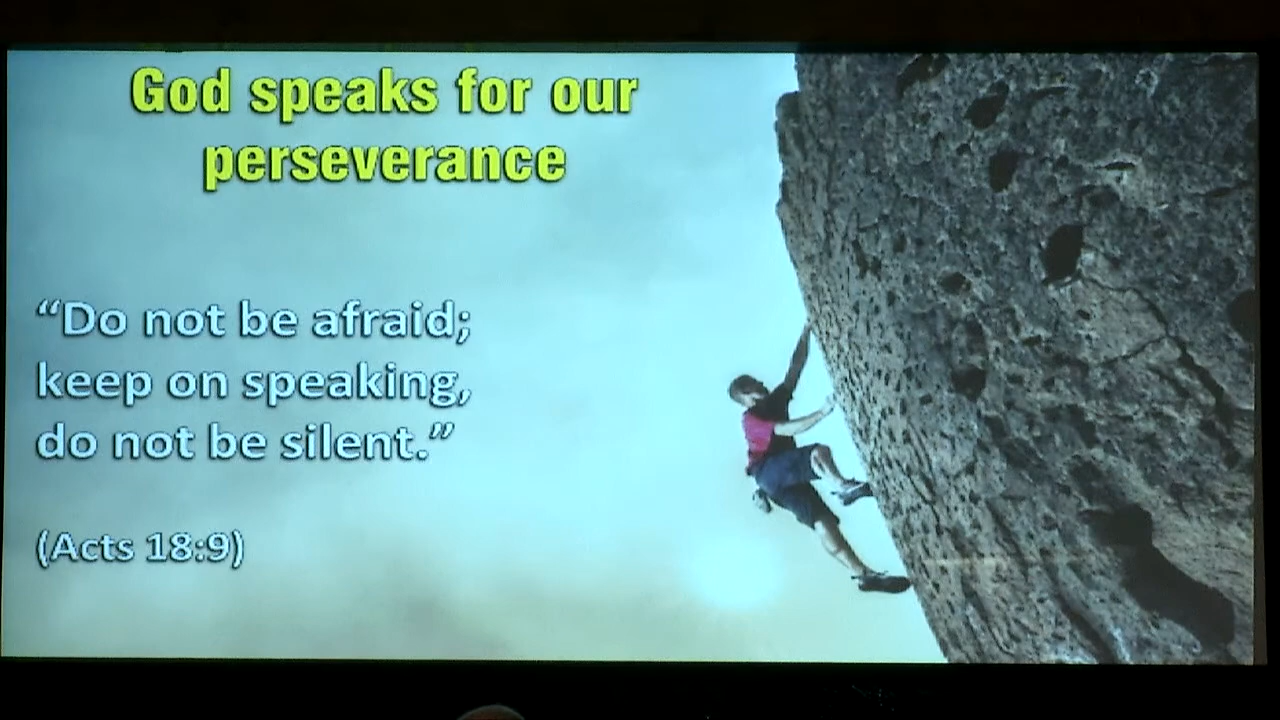 God speaks for our
perseverance
“Do not be afraid;
keep on speaking,
do not be silent.”
(Acts 18:9)